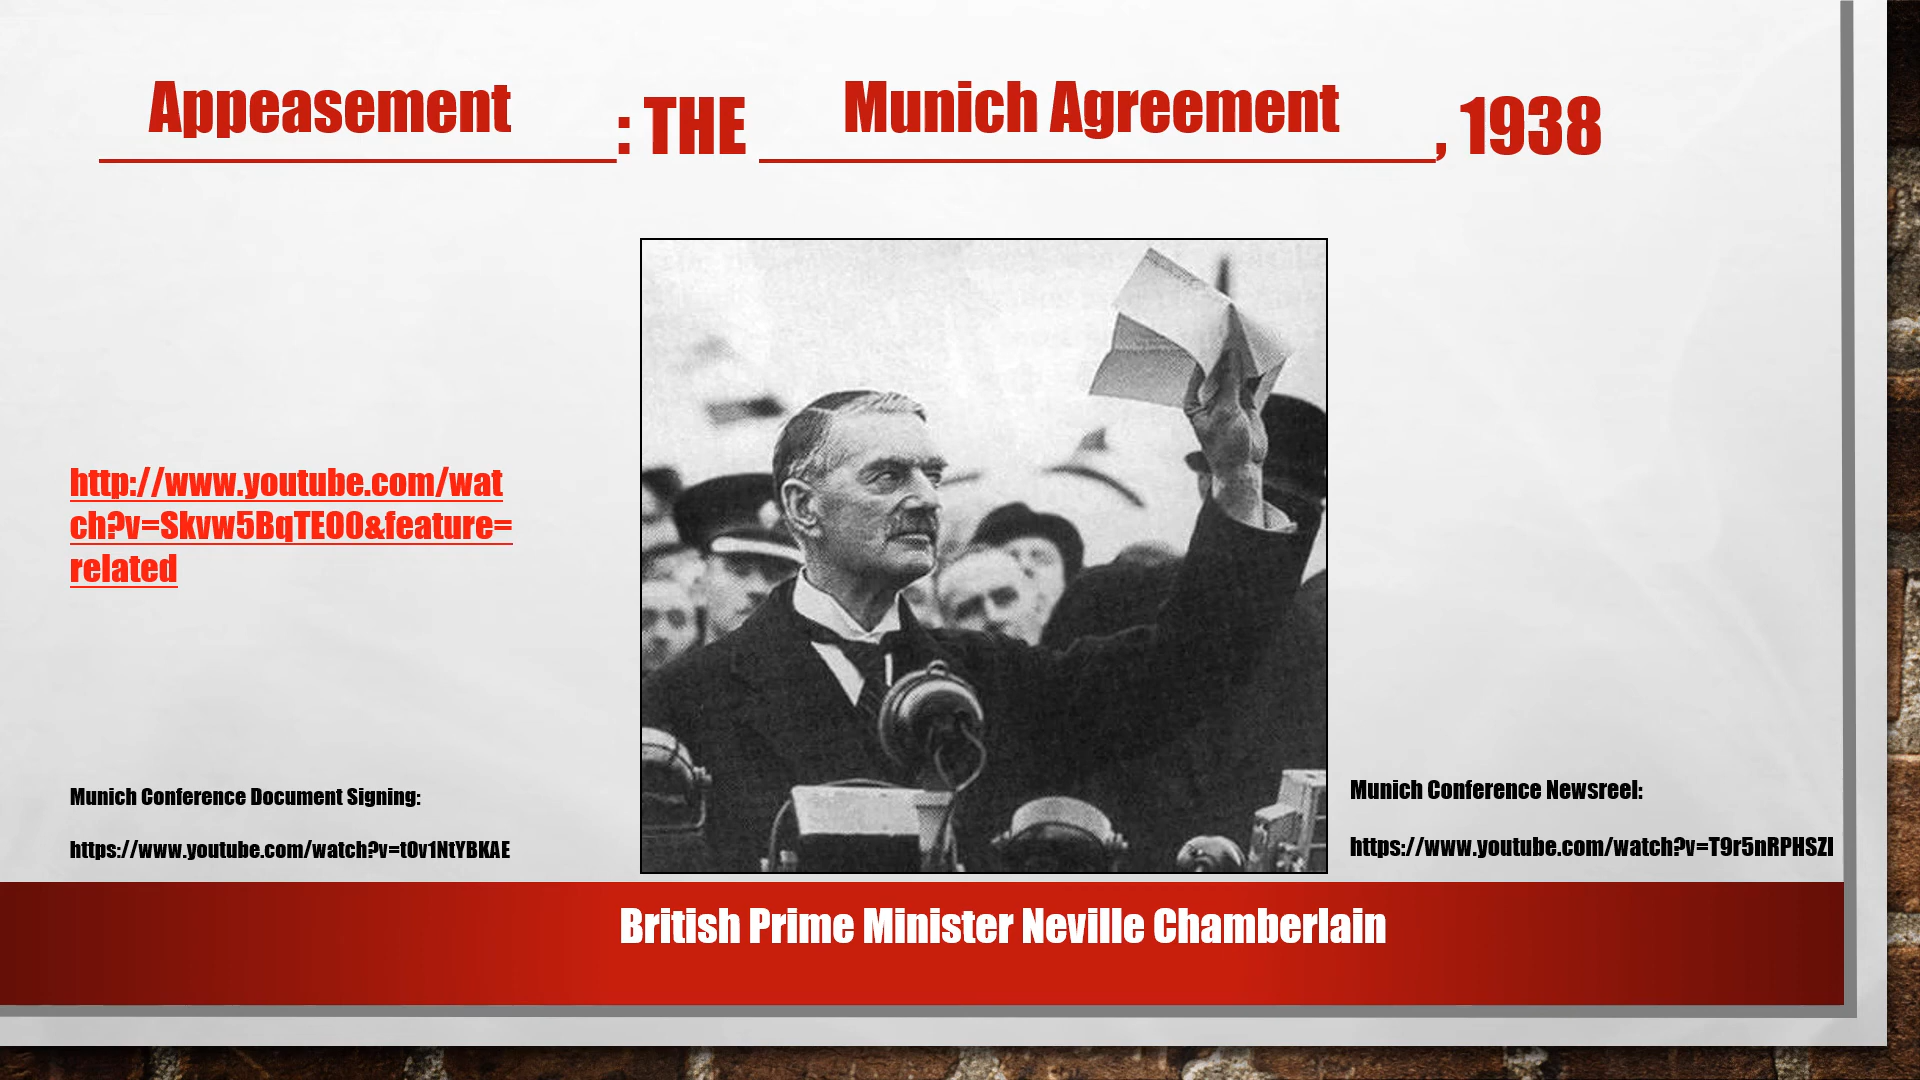 Appeasement: THE Munich Agreement, 1938
http://www.youtube.com/wat
ch?v=Skvw5BqTEO0&feature=
related
Munich Conference Document Signing:
https://www.youtube.com/watch?v=tOv1NtYBKAE
Munich Conference Newsreel:
https://www.youtube.com/watch?v=T9r5nRPHSZI
British Prime Minister Neville Chamberlain